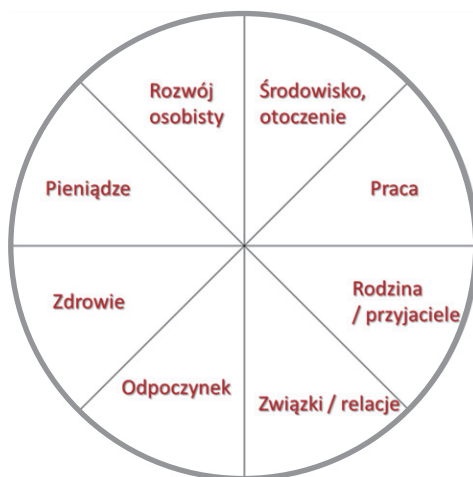 Rozwój
osobisty
Środowisko,
otoczenie
Pieniądze
Praca
Zdrowie
Rodzina
/ przyjaciele
Odpoczynek
Związki / relacje